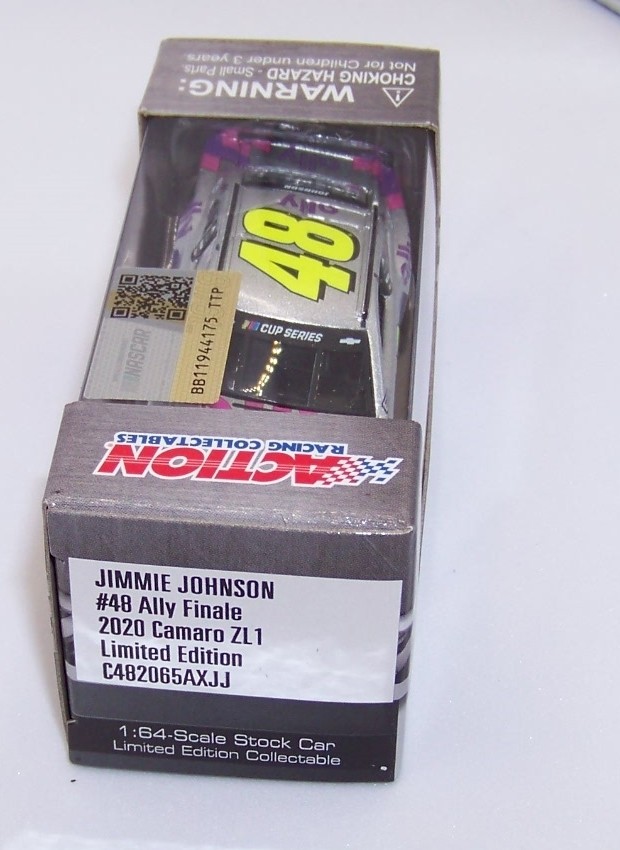 WARNING:
CHOKING HAZARD - Small Parts.
Not for Children under 3 years.
JOHNSON
ally
48
CUP SERIES
NASCAR
BB11944175 TTP
ACTION
RACING COLLECTABLES
JIMMIE JOHNSON
#48 Ally Finale
2020 Camaro ZL1
Limited Edition
C482065AXJJ
1:64-Scale Stock Car
Limited Edition Collectable